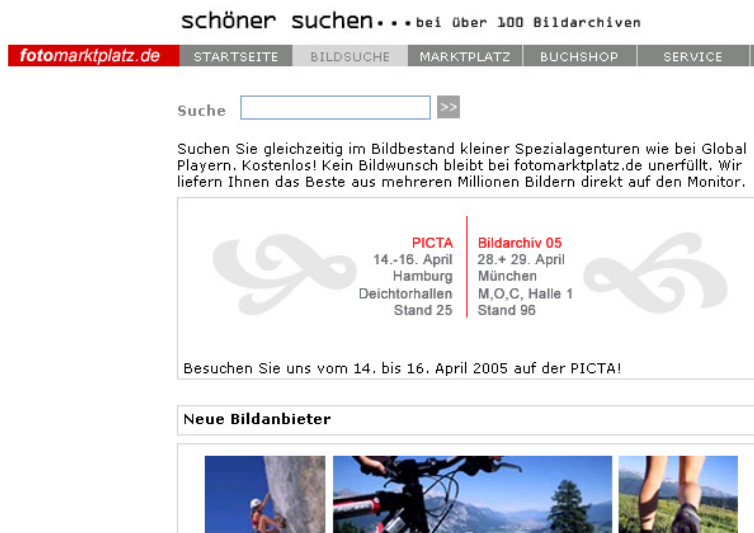 schöner suchen...bei über 100 Bildarchiven
fotomarktplatz.de STARTSEITE BILDSUCHE MARKTPLATZ BUCHSHOP SERVICE
Suche >>
Suchen Sie gleichzeitig im Bildbestand kleiner Spezialagenturen wie bei Global
Playern. Kostenlos! Kein Bildwunsch bleibt bei fotomarktplatz.de unerfüllt. Wir
liefern Ihnen das Beste aus mehreren Millionen Bildern direkt auf den Monitor.
PICTA
14.-16. April
Hamburg
Deichtorhallen
Stand 25
Bildarchiv 05
28.+ 29. April
München
M,O,C, Halle 1
Stand 96
Besuchen Sie uns vom 14. bis 16. April 2005 auf der PICTA!
Neue Bildanbieter